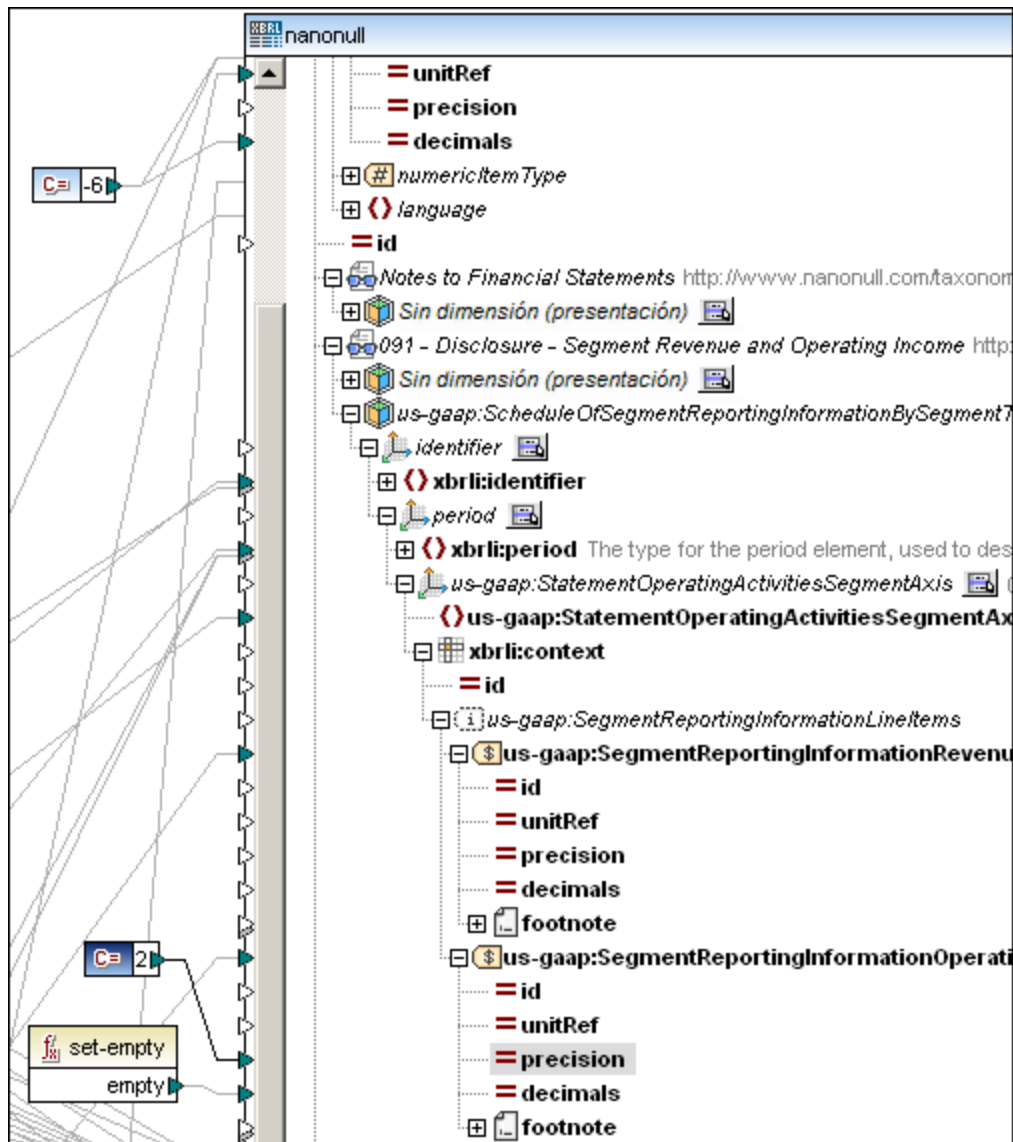 XBRL nanonull
unitRef
precision
decimals
C= -6
# numericItemType
language
id
Notes to Financial Statements http://www.nanonull.com/taxonom
Sin dimensión (presentación)
091 - Disclosure - Segment Revenue and Operating Income http:
Sin dimensión (presentación)
us-gaap:ScheduleOfSegmentReportingInformationBySegmentT
identifier
xbrli:identifier
period
xbrli:period The type for the period element, used to des
us-gaap:StatementOperatingActivitiesSegmentAxis (
us-gaap:StatementOperatingActivitiesSegmentAx
xbrli:context
id
i us-gaap:SegmentReportingInformationLineItems
$ us-gaap:SegmentReportingInformationRevenu
id
unitRef
precision
decimals
footnote
C= 2
$ us-gaap:SegmentReportingInformationOperati
id
unitRef
fx set-empty
precision
empty
decimals
footnote